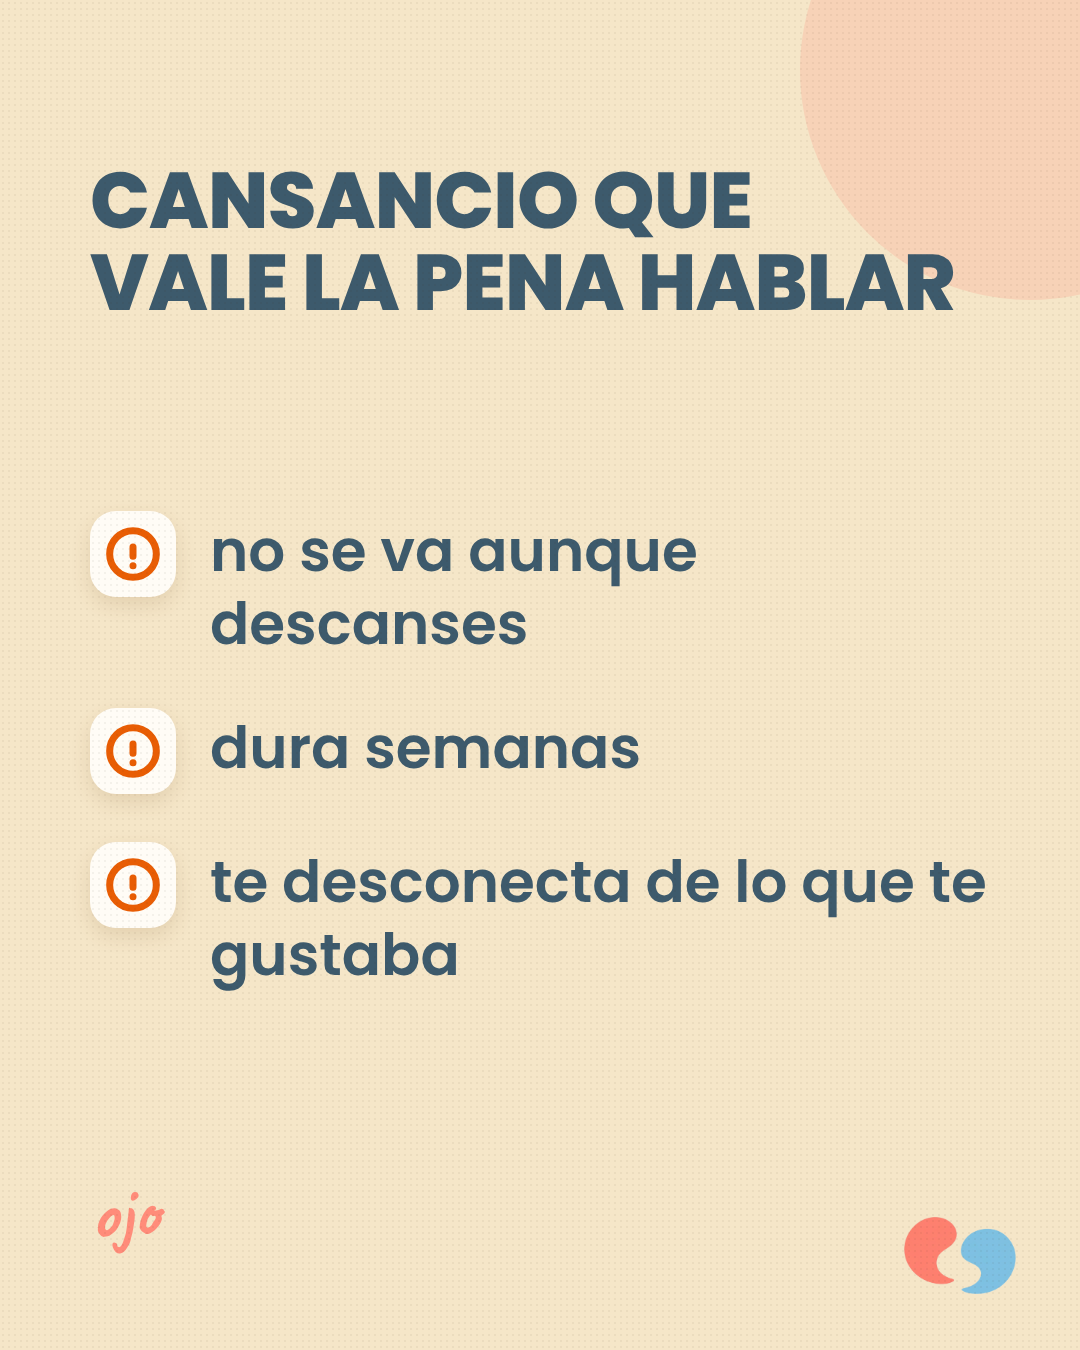 CANSANCIO QUE
VALE LA PENA HABLAR
no se va aunque
descanses
dura semanas
te desconecta de lo que te
gustaba
ojo